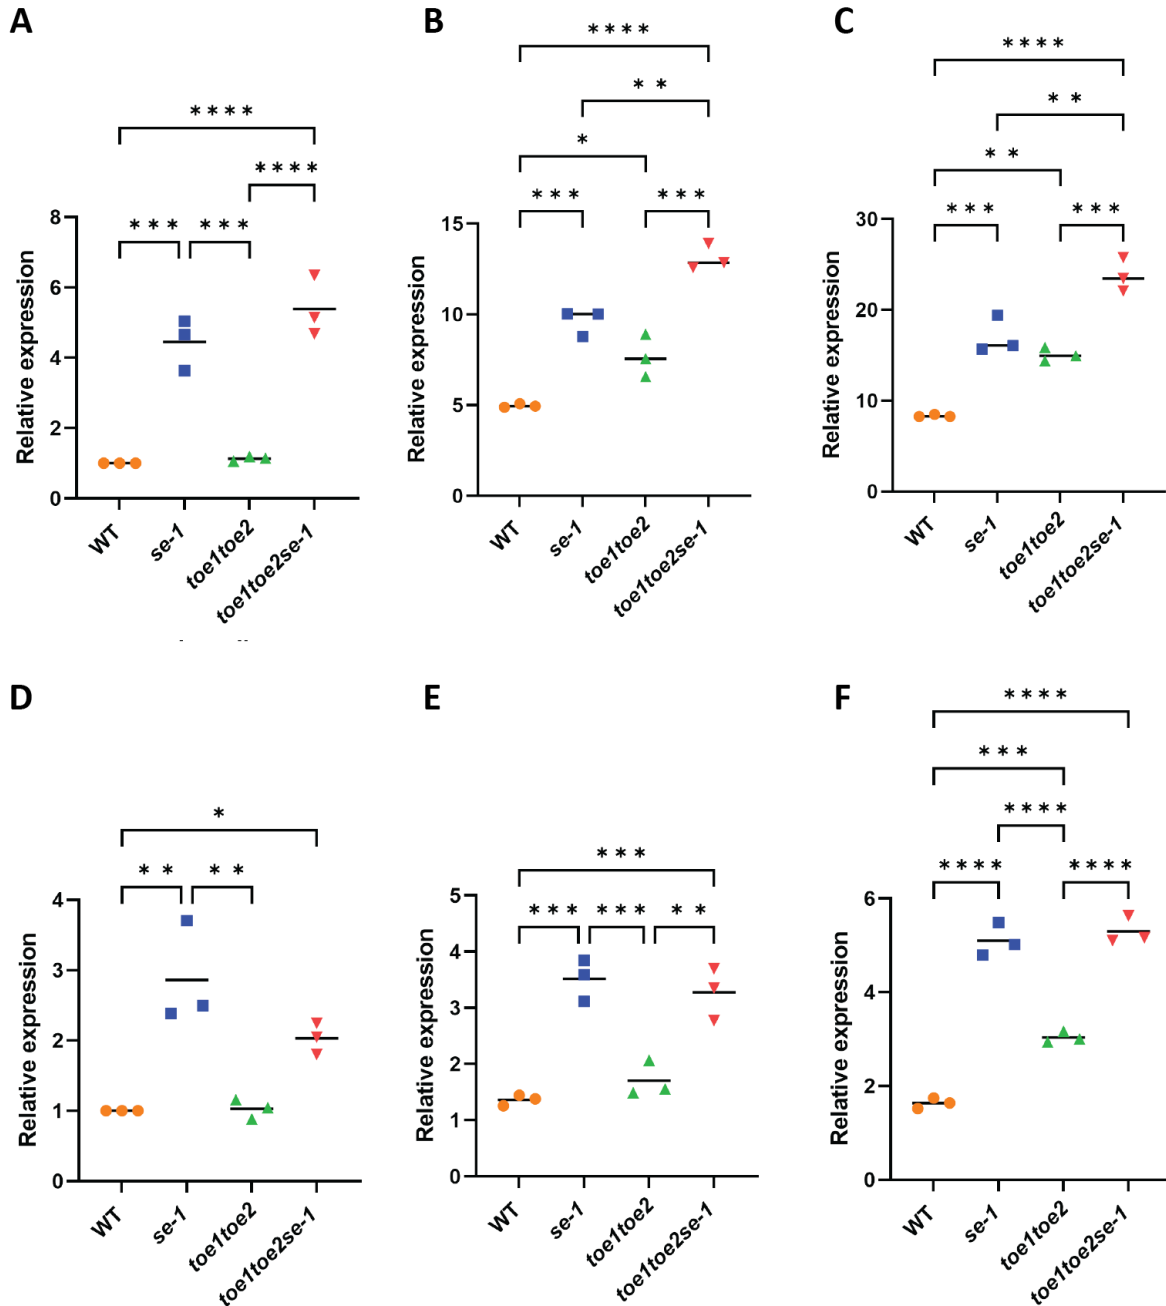 A
B
C
****
****
****
***
***
8
6
4
2
0
Relative expression
WT
se-1
toe1toe2
toe1toe2se-1
****
**
*
***
***
15
10
5
0
Relative expression
WT
se-1
toe1toe2
toe1toe2se-1
****
**
**
***
***
30
20
10
0
Relative expression
WT
se-1
toe1toe2
toe1toe2se-1
D
E
F
*
**
**
4
3
2
1
0
Relative expression
WT
se-1
toe1toe2
toe1toe2se-1
***
***
***
**
5
4
3
2
1
0
Relative expression
WT
se-1
toe1toe2
toe1toe2se-1
****
***
****
****
****
6
4
2
0
Relative expression
WT
se-1
toe1toe2
toe1toe2se-1